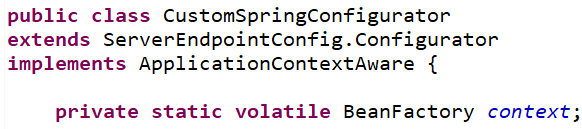 public class CustomSpringConfigurator
extends ServerEndpointConfig.Configurator
implements ApplicationContextAware {
private static volatile BeanFactory context;